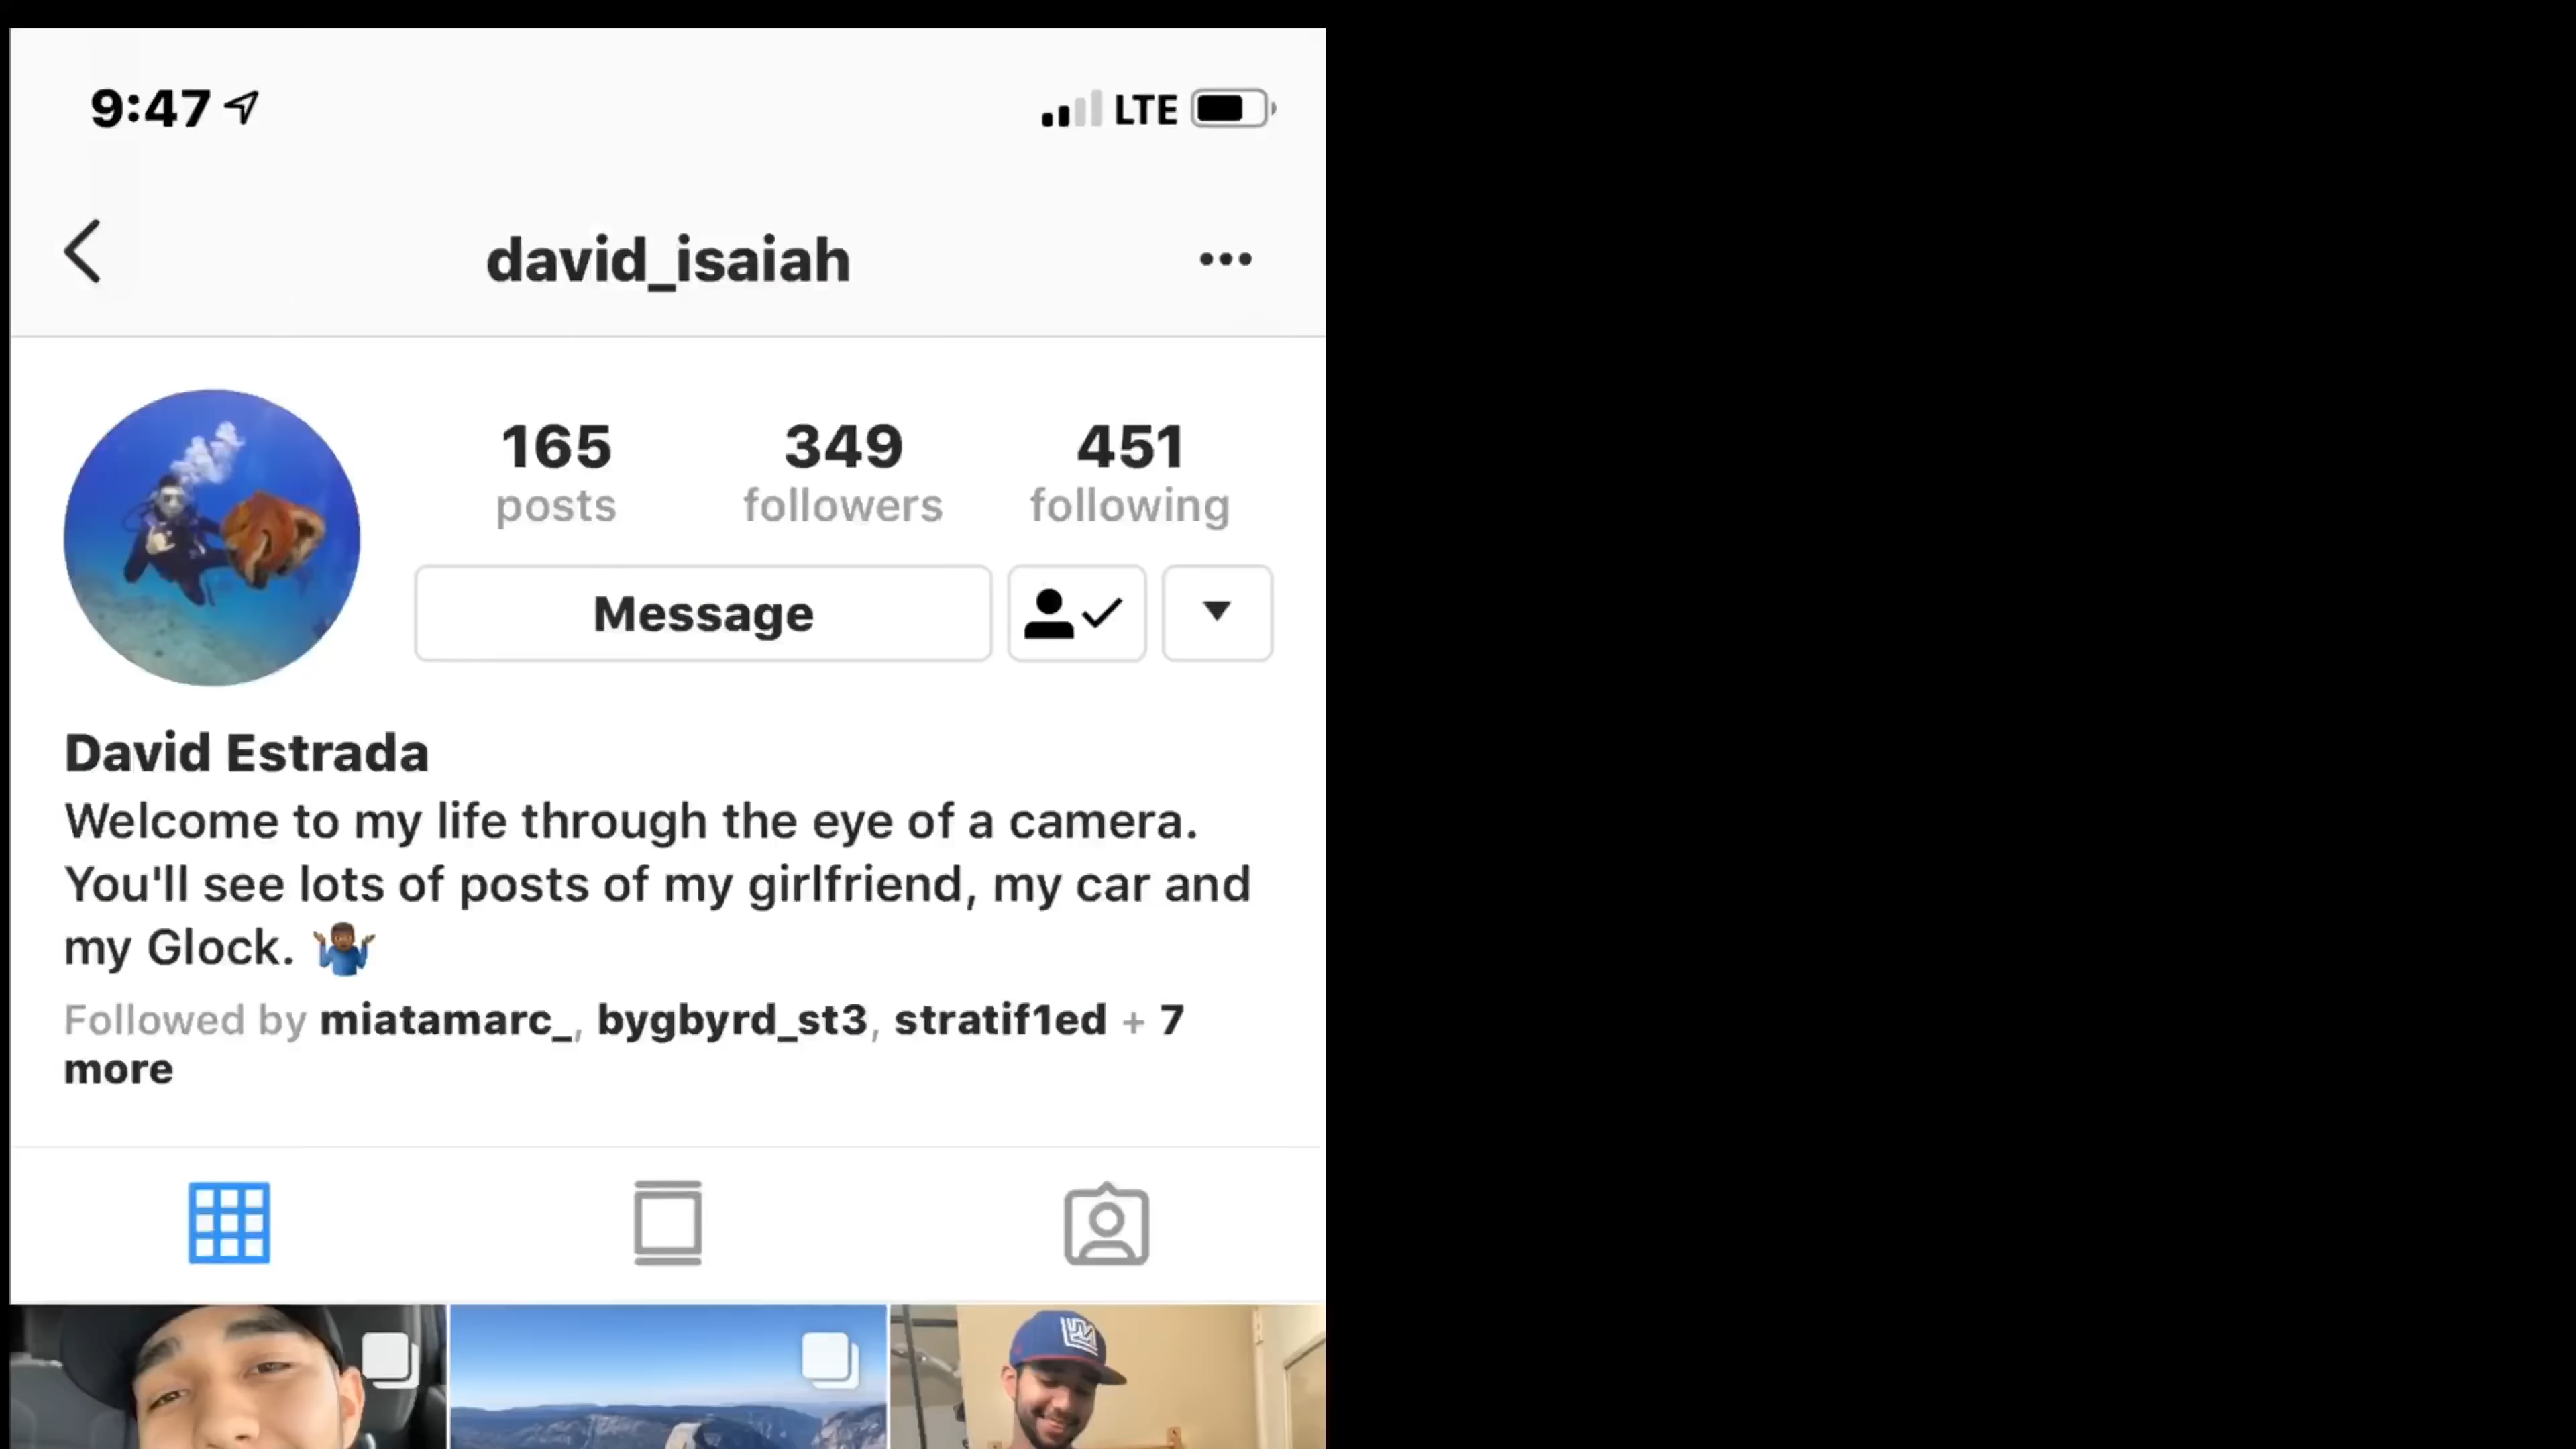 9:47 LTE
david_isaiah
165 349 451
posts followers following
Message
David Estrada
Welcome to my life through the eye of a camera.
You'll see lots of posts of my girlfriend, my car and
my Glock. 🤷🏾‍♂️
Followed by miatamarc_, bygbyrd_st3, stratif1ed + 7
more